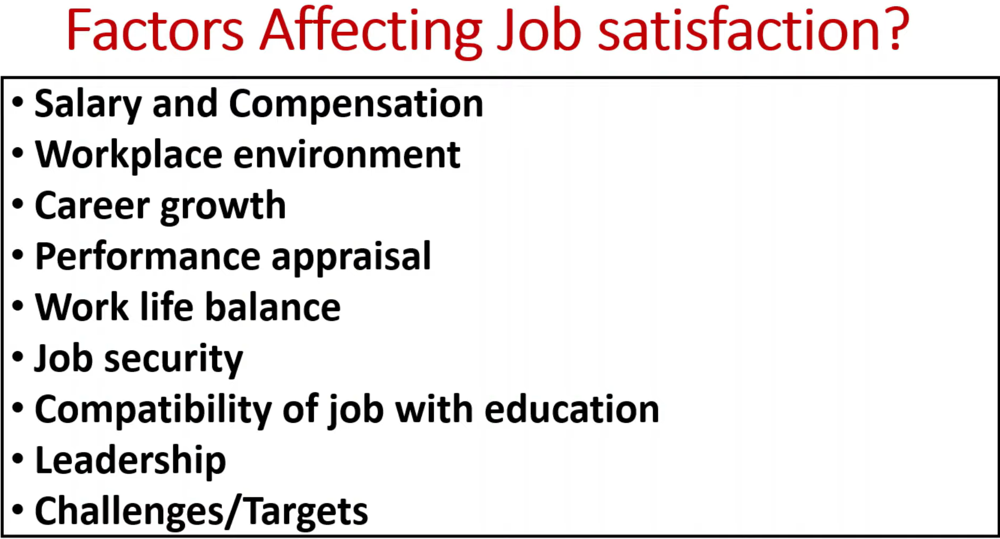 Factors Affecting Job satisfaction?
• Salary and Compensation
• Workplace environment
• Career growth
• Performance appraisal
• Work life balance
• Job security
• Compatibility of job with education
• Leadership
• Challenges/Targets